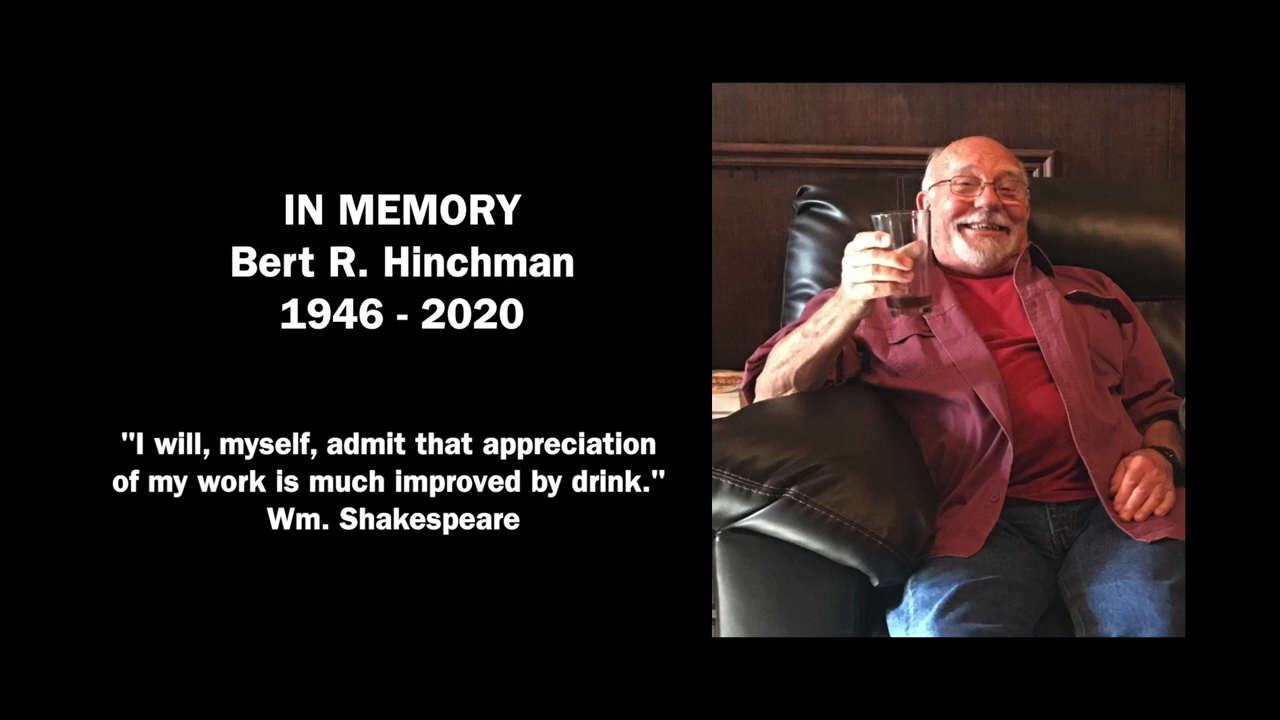 IN MEMORY
Bert R. Hinchman
1946 - 2020
"I will, myself, admit that appreciation
of my work is much improved by drink."
Wm. Shakespeare